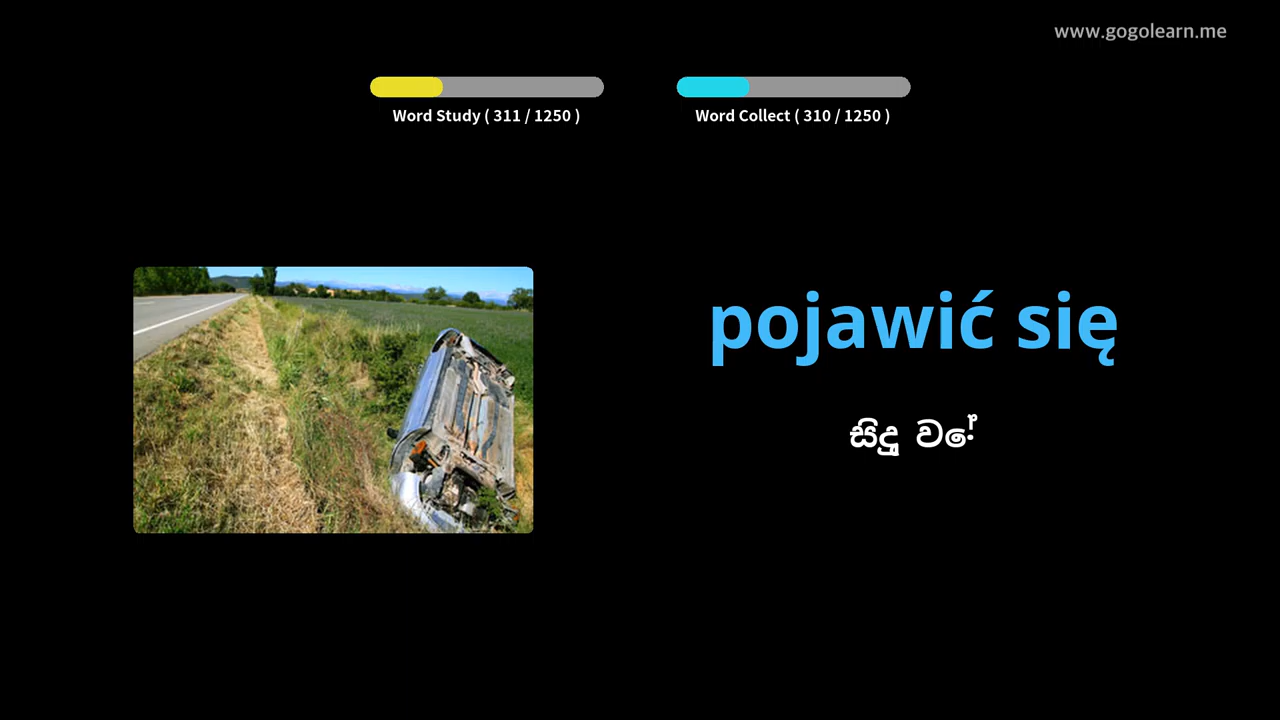 www.gogolearn.me
Word Study ( 311 / 1250 )
Word Collect ( 310 / 1250 )
pojawić się
සිදු වේ